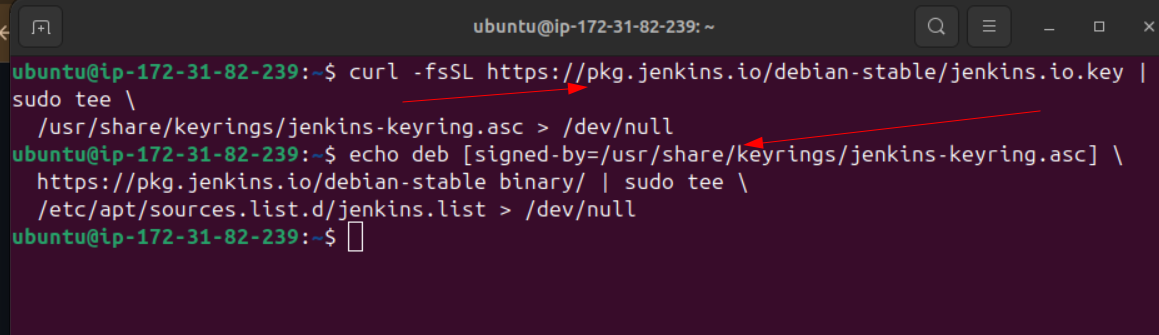 ubuntu@ip-172-31-82-239: ~
ubuntu@ip-172-31-82-239:~$ curl -fsSL https://pkg.jenkins.io/debian-stable/jenkins.io.key |
sudo tee \
  /usr/share/keyrings/jenkins-keyring.asc > /dev/null
ubuntu@ip-172-31-82-239:~$ echo deb [signed-by=/usr/share/keyrings/jenkins-keyring.asc] \
  https://pkg.jenkins.io/debian-stable binary/ | sudo tee \
  /etc/apt/sources.list.d/jenkins.list > /dev/null
ubuntu@ip-172-31-82-239:~$